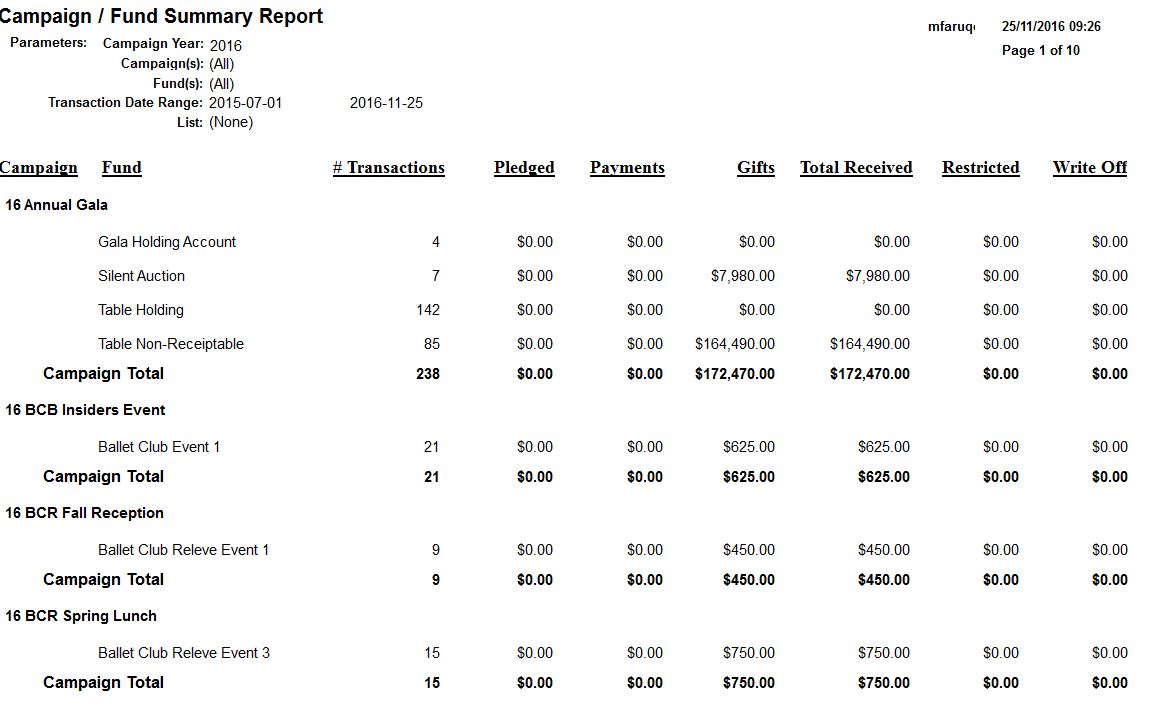 Campaign / Fund Summary Report
mfaruq 25/11/2016 09:26
Parameters: Campaign Year: 2016
Page 1 of 10
Campaign(s): (All)
Fund(s): (All)
Transaction Date Range: 2015-07-01 2016-11-25
List: (None)
Campaign Fund # Transactions Pledged Payments Gifts Total Received Restricted Write Off
16 Annual Gala
Gala Holding Account 4 $0.00 $0.00 $0.00 $0.00 $0.00 $0.00
Silent Auction 7 $0.00 $0.00 $7,980.00 $7,980.00 $0.00 $0.00
Table Holding 142 $0.00 $0.00 $0.00 $0.00 $0.00 $0.00
Table Non-Receiptable 85 $0.00 $0.00 $164,490.00 $164,490.00 $0.00 $0.00
Campaign Total 238 $0.00 $0.00 $172,470.00 $172,470.00 $0.00 $0.00
16 BCB Insiders Event
Ballet Club Event 1 21 $0.00 $0.00 $625.00 $625.00 $0.00 $0.00
Campaign Total 21 $0.00 $0.00 $625.00 $625.00 $0.00 $0.00
16 BCR Fall Reception
Ballet Club Releve Event 1 9 $0.00 $0.00 $450.00 $450.00 $0.00 $0.00
Campaign Total 9 $0.00 $0.00 $450.00 $450.00 $0.00 $0.00
16 BCR Spring Lunch
Ballet Club Releve Event 3 15 $0.00 $0.00 $750.00 $750.00 $0.00 $0.00
Campaign Total 15 $0.00 $0.00 $750.00 $750.00 $0.00 $0.00